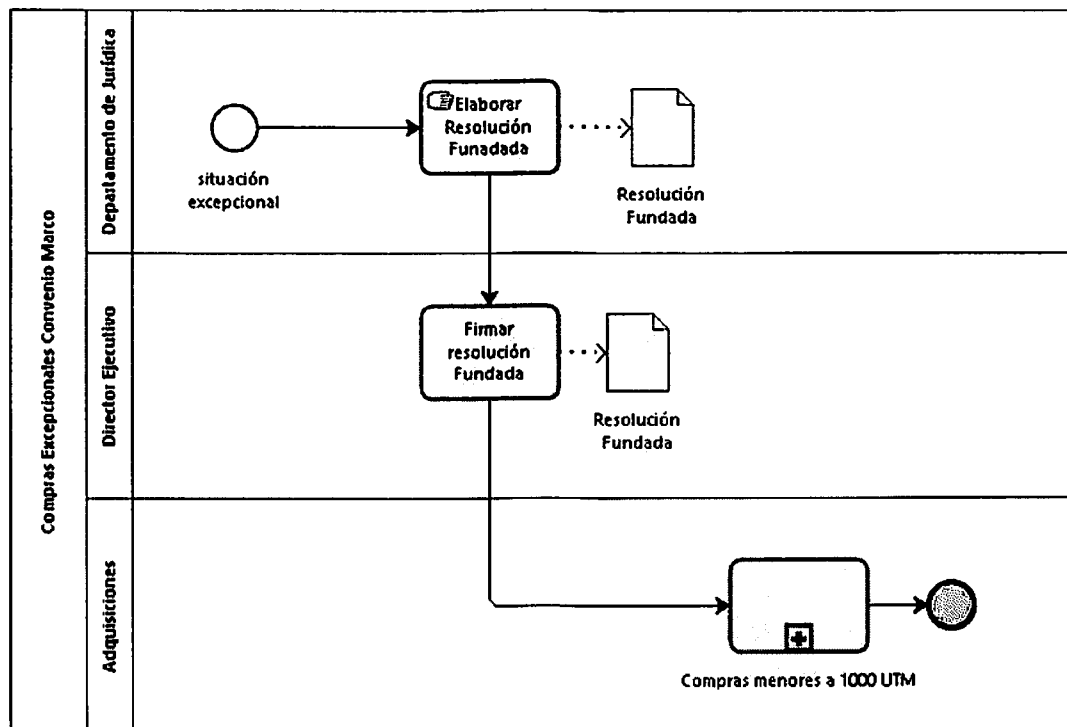 Compras Excepcionales Convenio Marco
Depastamento de Jurídica
situación
excepcional
Elaborar
Resolución
Funadada
Resolución
Fundada
Director Ejecutivo
Firmar
resolución
Fundada
Resolución
Fundada
Adquisiciones
Compras menores a 1000 UTM